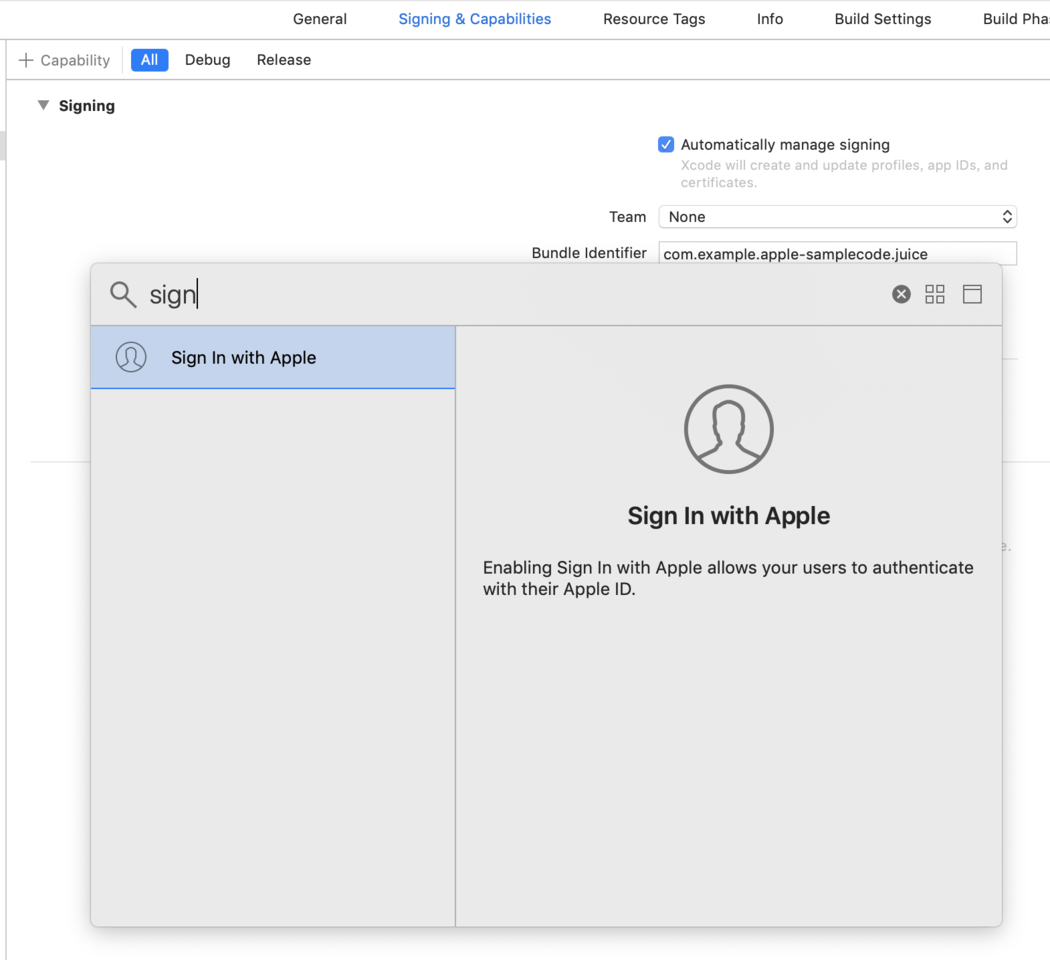 General Signing & Capabilities Resource Tags Info Build Settings Build Pha
+ Capability All Debug Release
Signing
Automatically manage signing
Xcode will create and update profiles, app IDs, and
certificates.
Team None
Bundle Identifier com.example.apple-samplecode.juice
sign
Sign In with Apple
Sign In with Apple
Enabling Sign In with Apple allows your users to authenticate
with their Apple ID.
e.